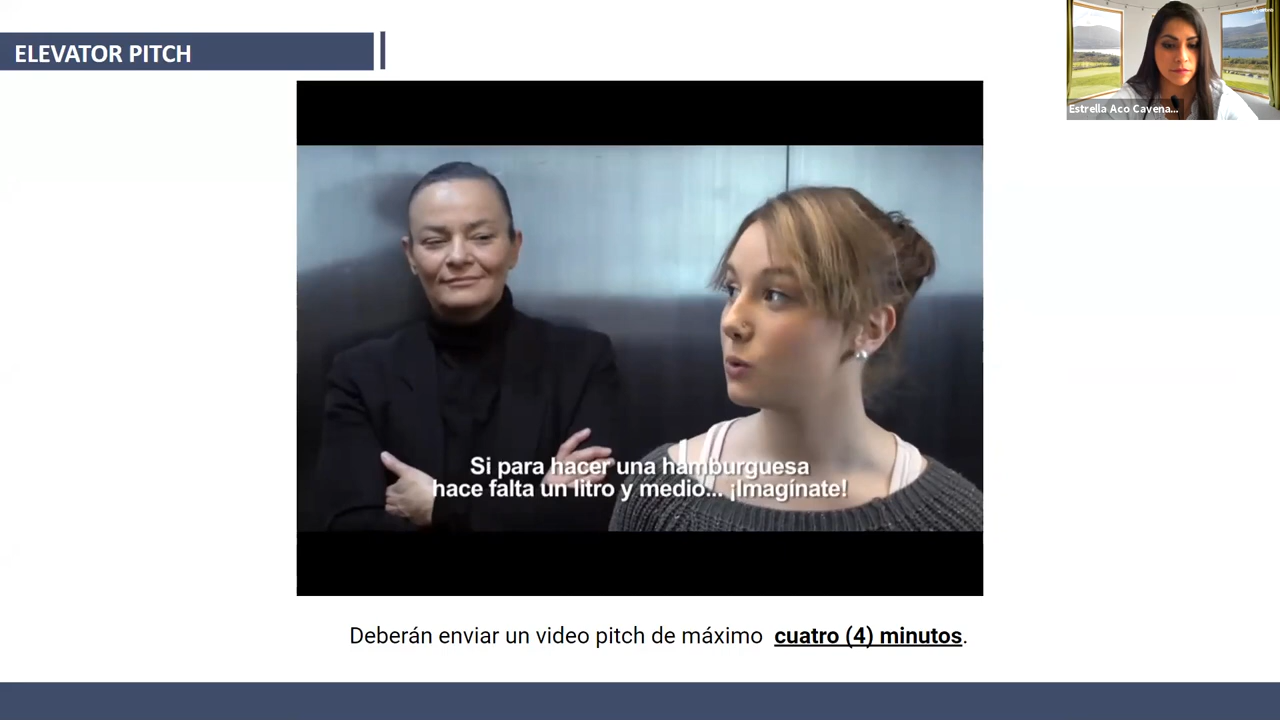 ELEVATOR PITCH
Estrella Aco Cavena...
Si para hacer una hamburguesa
hace falta un litro y medio... ¡Imagínate!
Deberán enviar un video pitch de máximo cuatro (4) minutos.